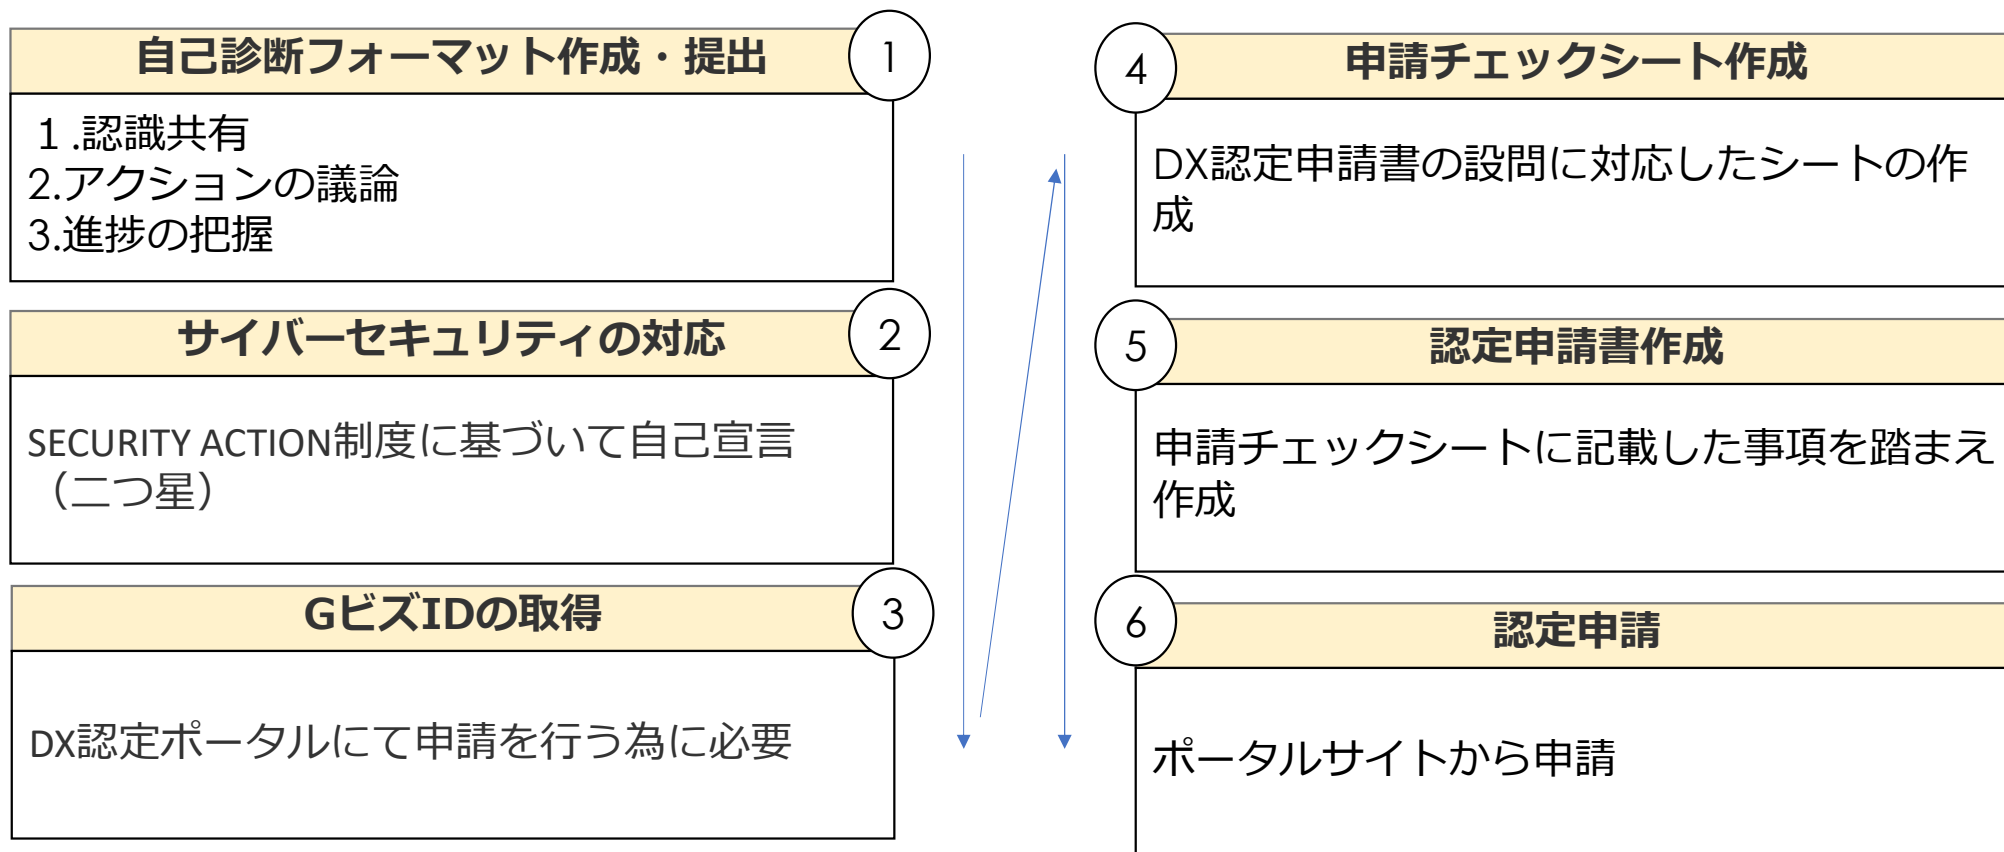 自己診断フォーマット作成・提出
1
１.認識共有
2.アクションの議論
3.進捗の把握
サイバーセキュリティの対応
2
SECURITY ACTION制度に基づいて自己宣言
（二つ星）
GビズIDの取得
3
DX認定ポータルにて申請を行う為に必要
4
申請チェックシート作成
DX認定申請書の設問に対応したシートの作
成
5
認定申請書作成
申請チェックシートに記載した事項を踏まえ
作成
6
認定申請
ポータルサイトから申請